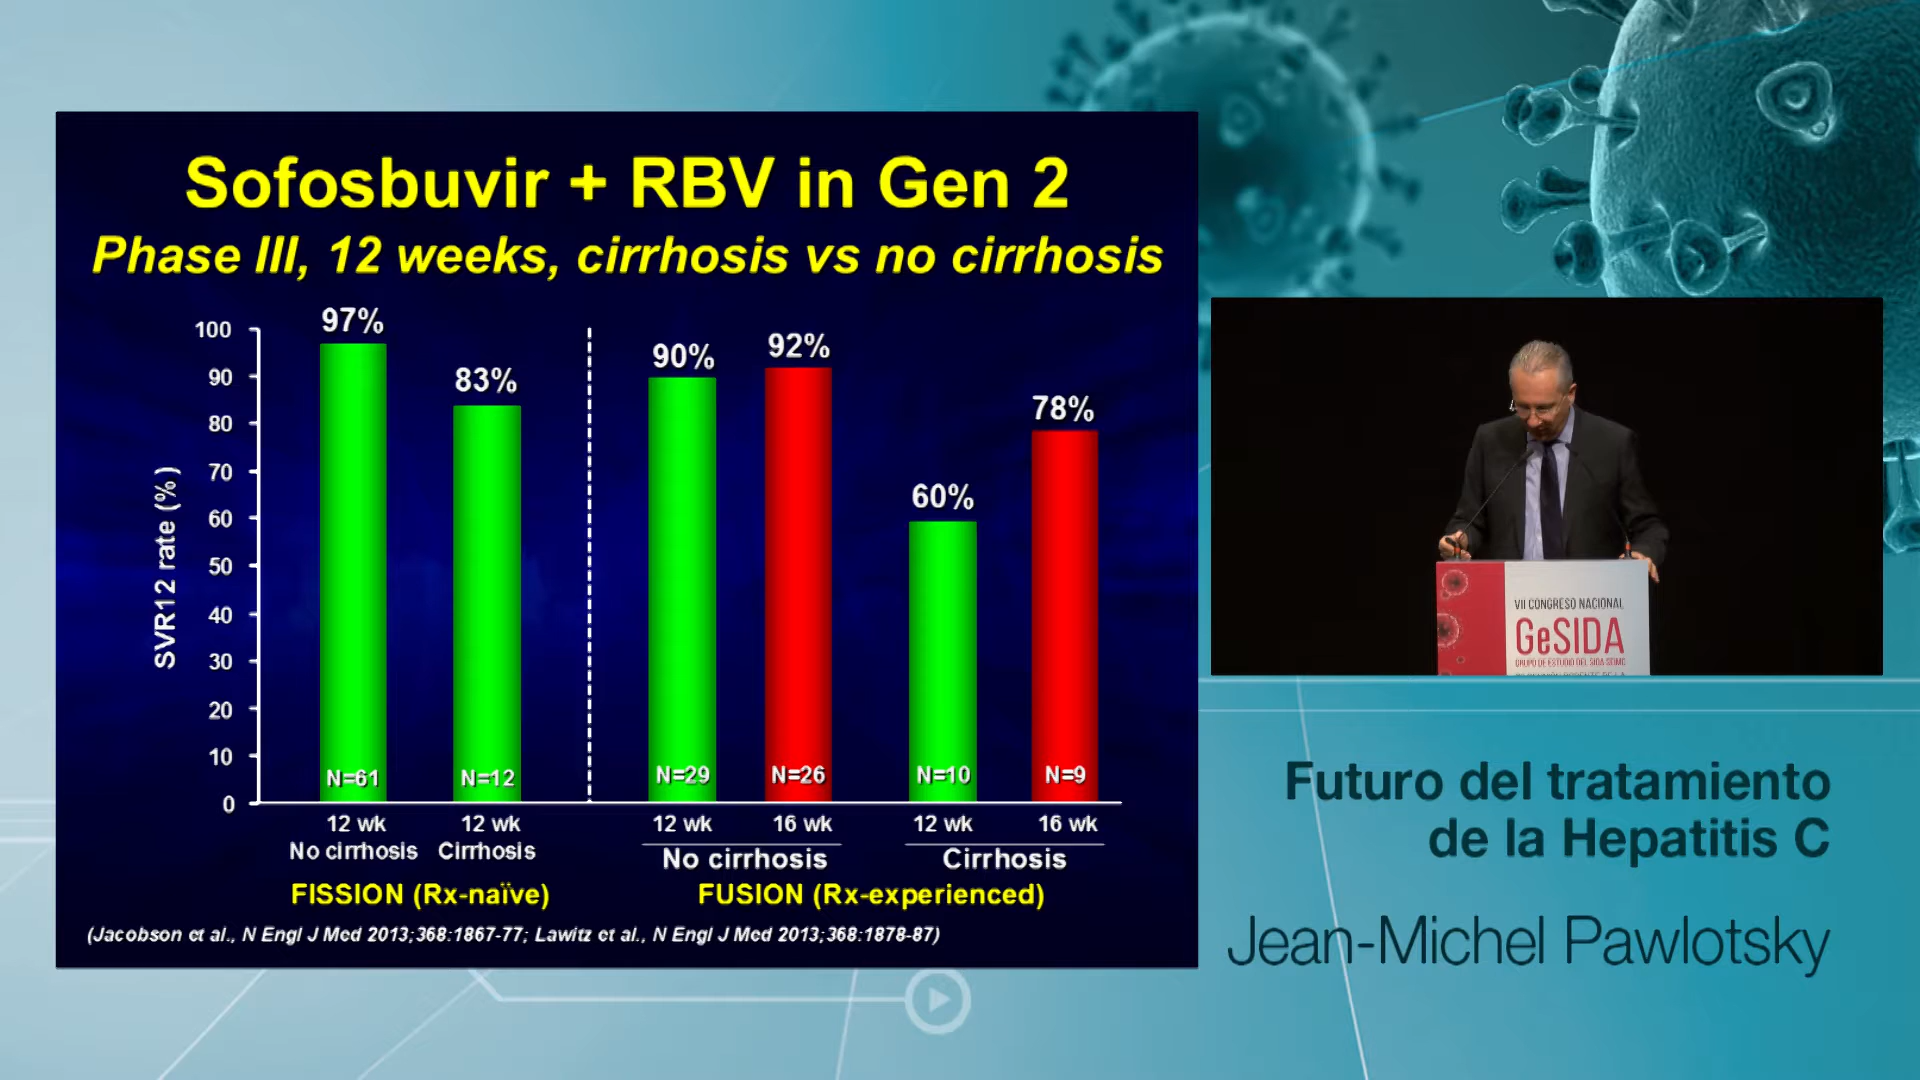 Sofosbuvir + RBV in Gen 2
Phase III, 12 weeks, cirrhosis vs no cirrhosis
SVR12 rate (%)
100
90
80
70
60
50
40
30
20
10
0
97%
83%
90%
92%
60%
78%
N=61
N=12
N=29
N=26
N=10
N=9
12 wk
No cirrhosis
12 wk
Cirrhosis
12 wk
16 wk
No cirrhosis
12 wk
16 wk
Cirrhosis
FISSION (Rx-naïve)
FUSION (Rx-experienced)
(Jacobson et al., N Engl J Med 2013;368:1867-77; Lawitz et al., N Engl J Med 2013;368:1878-87)
VII CONGRESO NACIONAL
GeSIDA
GRUPO DE ESTUDIO DEL SIDA SEIMC
Futuro del tratamiento
de la Hepatitis C
Jean-Michel Pawlotsky